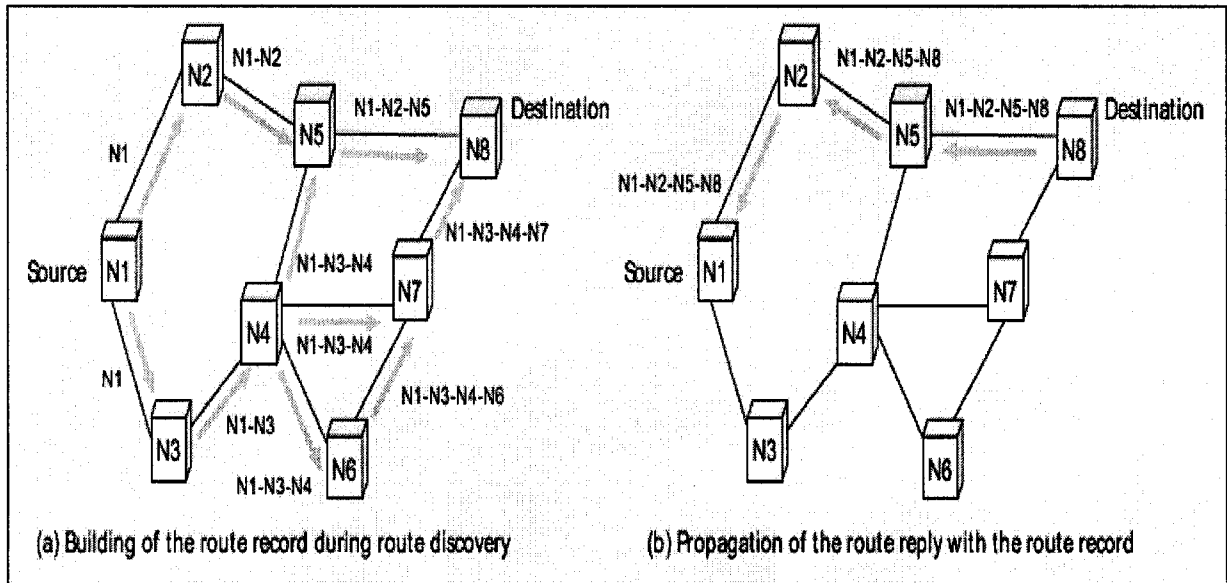 N1-N2
N2
N1-N2-N5
Destination
N5
N8
N1
N1-N3-N4-N7
N1-N3-N4
Source
N1
N7
N4
N1-N3-N4
N1
N1-N3-N4-N6
N1-N3
N3
N6
N1-N3-N4
(a) Building of the route record during route discovery
N1-N2-N5-N8
N2
N1-N2-N5-N8
Destination
N5
N8
N1-N2-N5-N8
Source
N1
N7
N4
N3
N6
(b) Propagation of the route reply with the route record